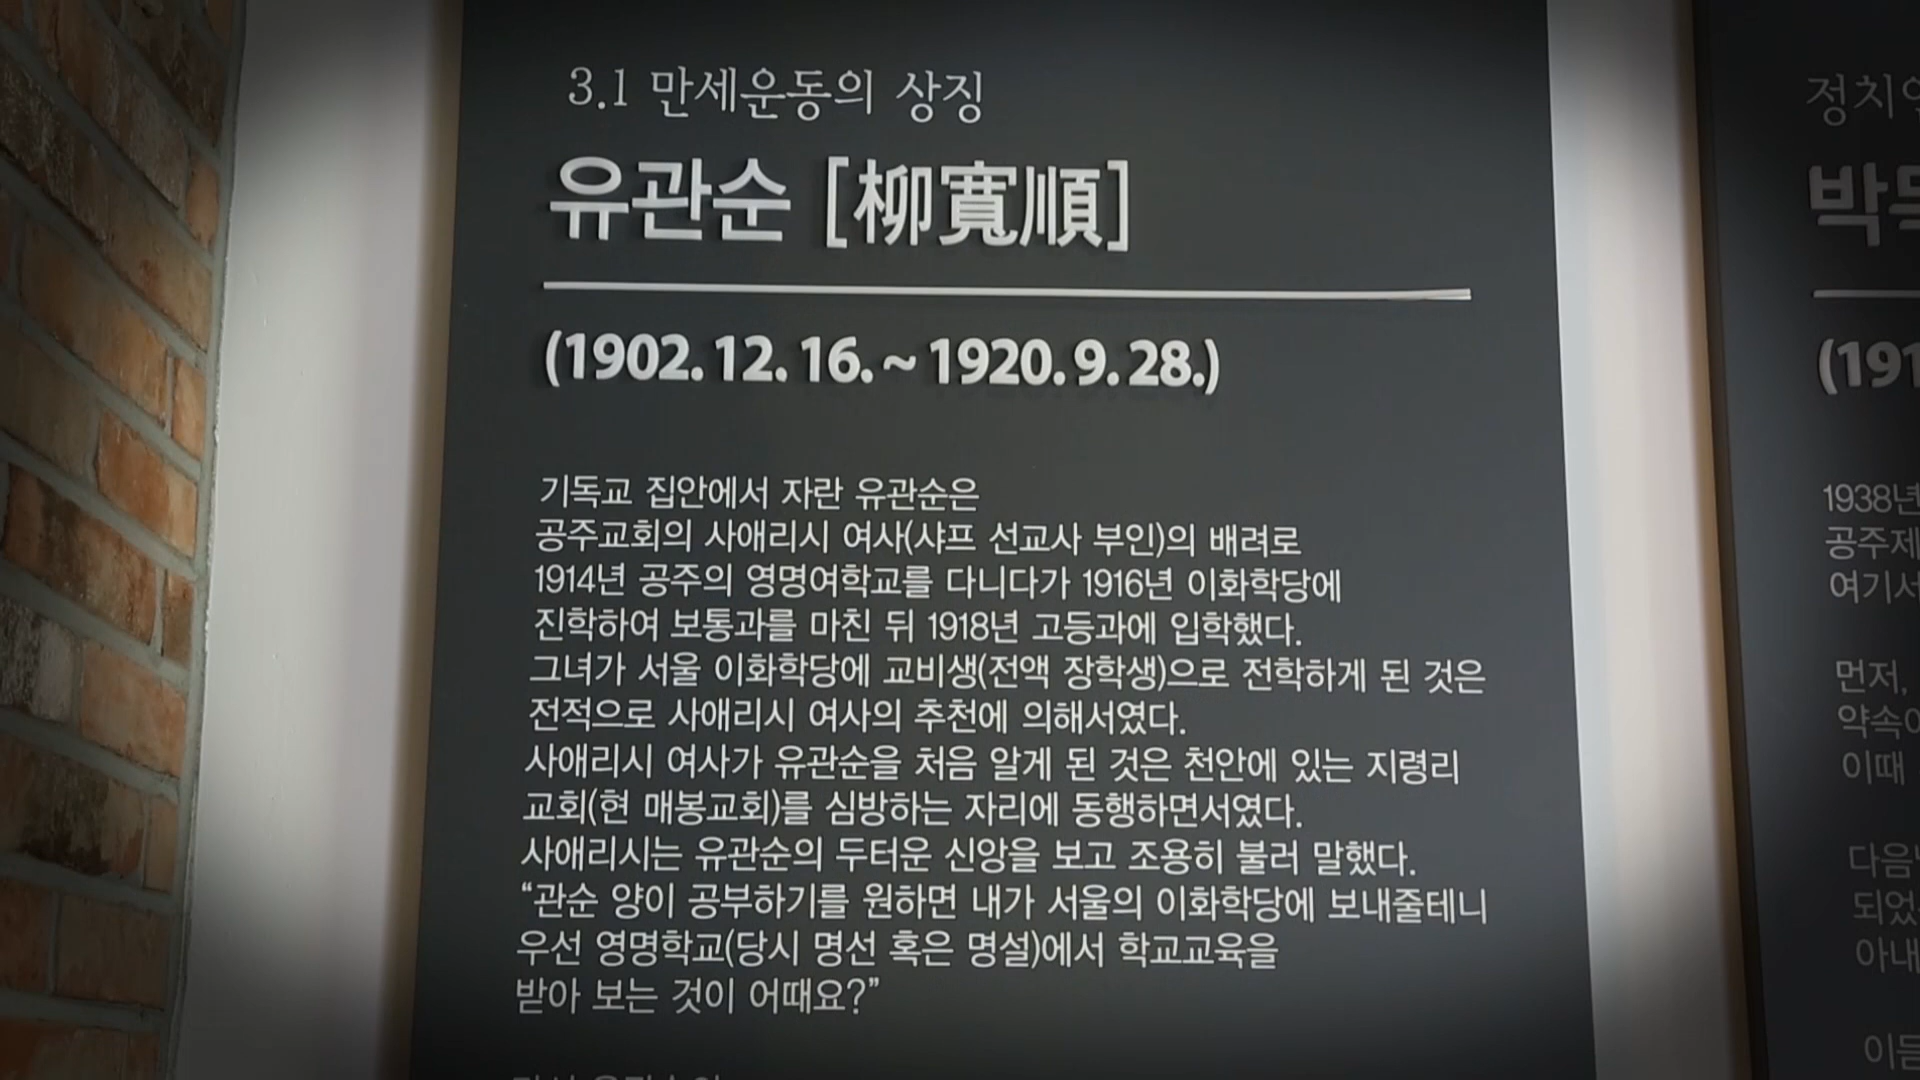 3.1 만세운동의 상징
유관순 [柳寬順]
(1902. 12. 16. ~ 1920. 9. 28.)
기독교 집안에서 자란 유관순은
공주교회의 사애리시 여사(샤프 선교사 부인)의 배려로
1914년 공주의 영명여학교를 다니다가 1916년 이화학당에
진학하여 보통과를 마친 뒤 1918년 고등과에 입학했다.
그녀가 서울 이화학당에 교비생(전액 장학생)으로 전학하게 된 것은
전적으로 사애리시 여사의 추천에 의해서였다.
사애리시 여사가 유관순을 처음 알게 된 것은 천안에 있는 지령리
교회(현 매봉교회)를 심방하는 자리에 동행하면서였다.
사애리시는 유관순의 두터운 신앙을 보고 조용히 불러 말했다.
“관순 양이 공부하기를 원하면 내가 서울의 이화학당에 보내줄테니
우선 영명학교(당시 명선 혹은 명설)에서 학교교육을
받아 보는 것이 어때요?”
정치
1938년
공주제
여기서
먼저,
이때